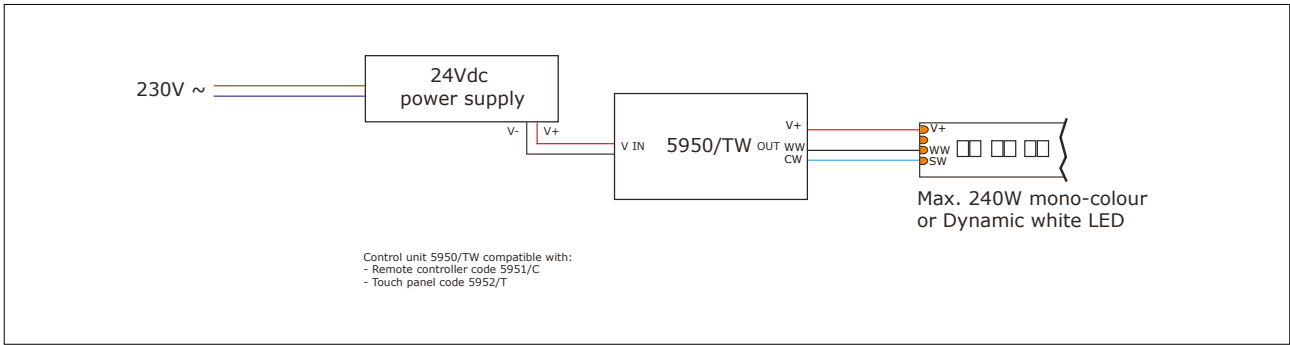 24Vdc
power supply
230V ~
V- V+
V IN
5950/TW
OUT
V+
WW
CW
V+
WW
SW
Max. 240W mono-colour
or Dynamic white LED
Control unit 5950/TW compatible with:
- Remote controller code 5951/C
- Touch panel code 5952/T